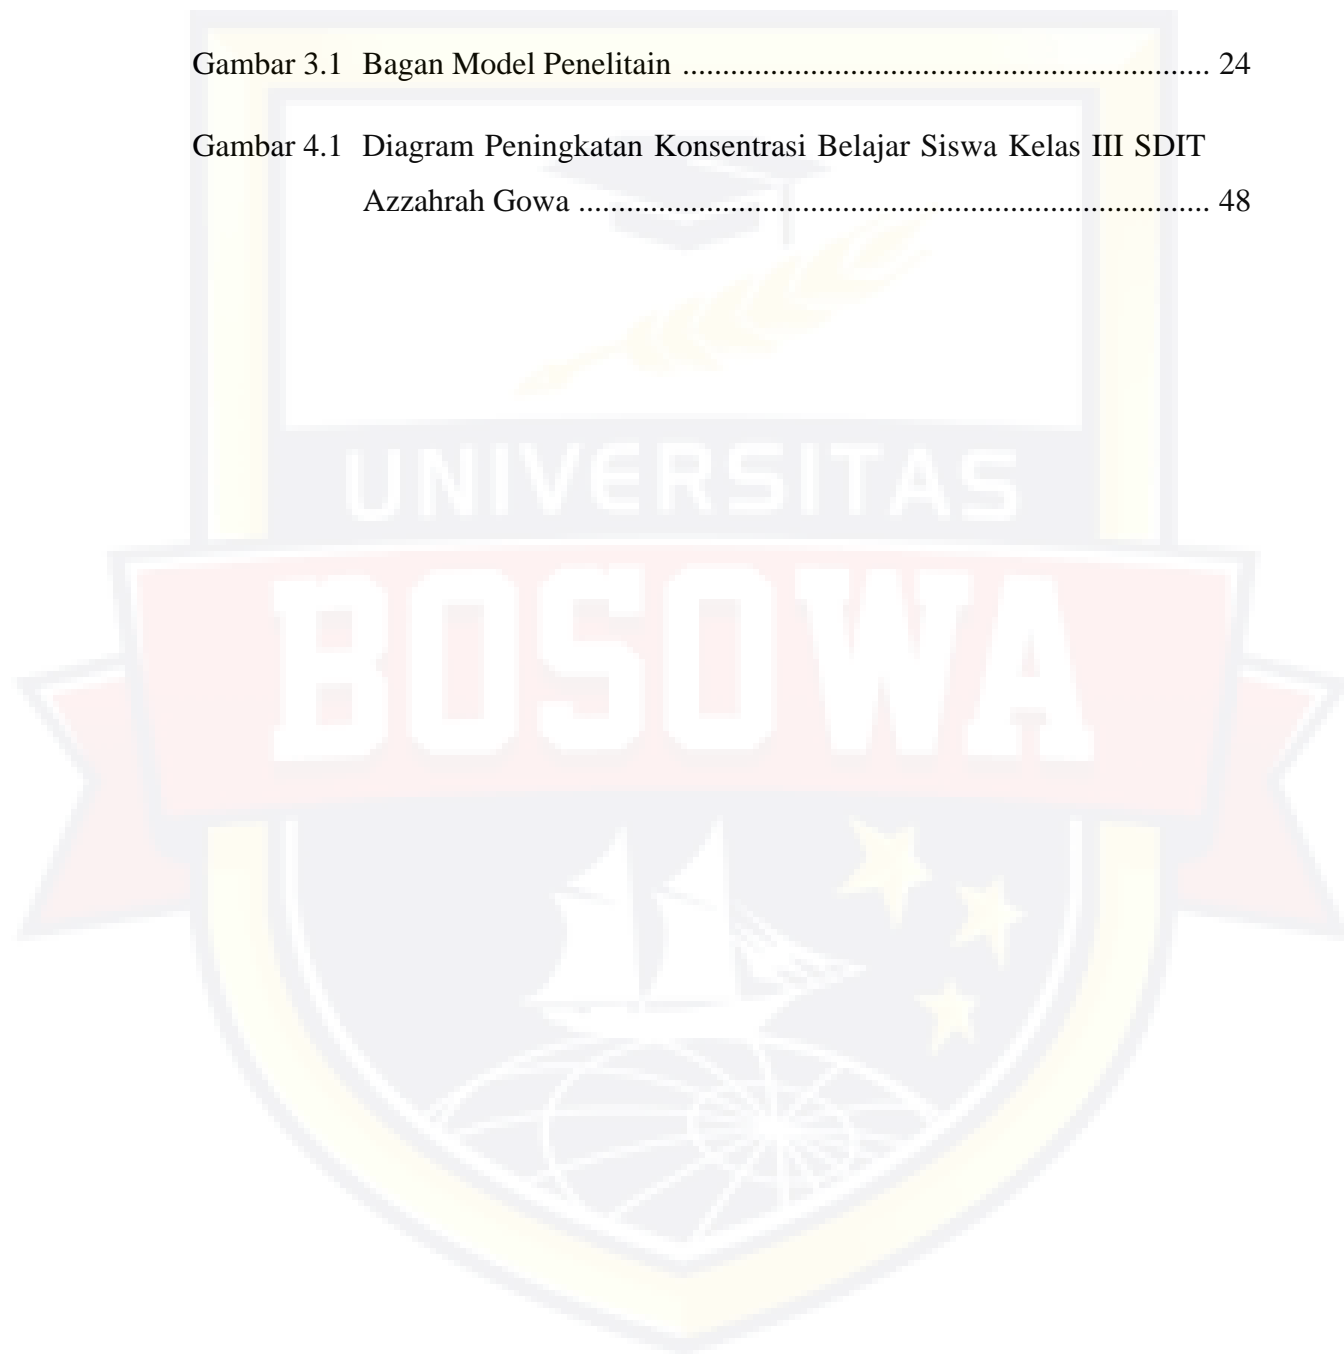 Gambar 3.1 Bagan Model Penelitain .................................................................. 24
Gambar 4.1 Diagram Peningkatan Konsentrasi Belajar Siswa Kelas III SDIT
Azzahrah Gowa ............................................................................... 48
UNIVERSITAS
BOSOWA